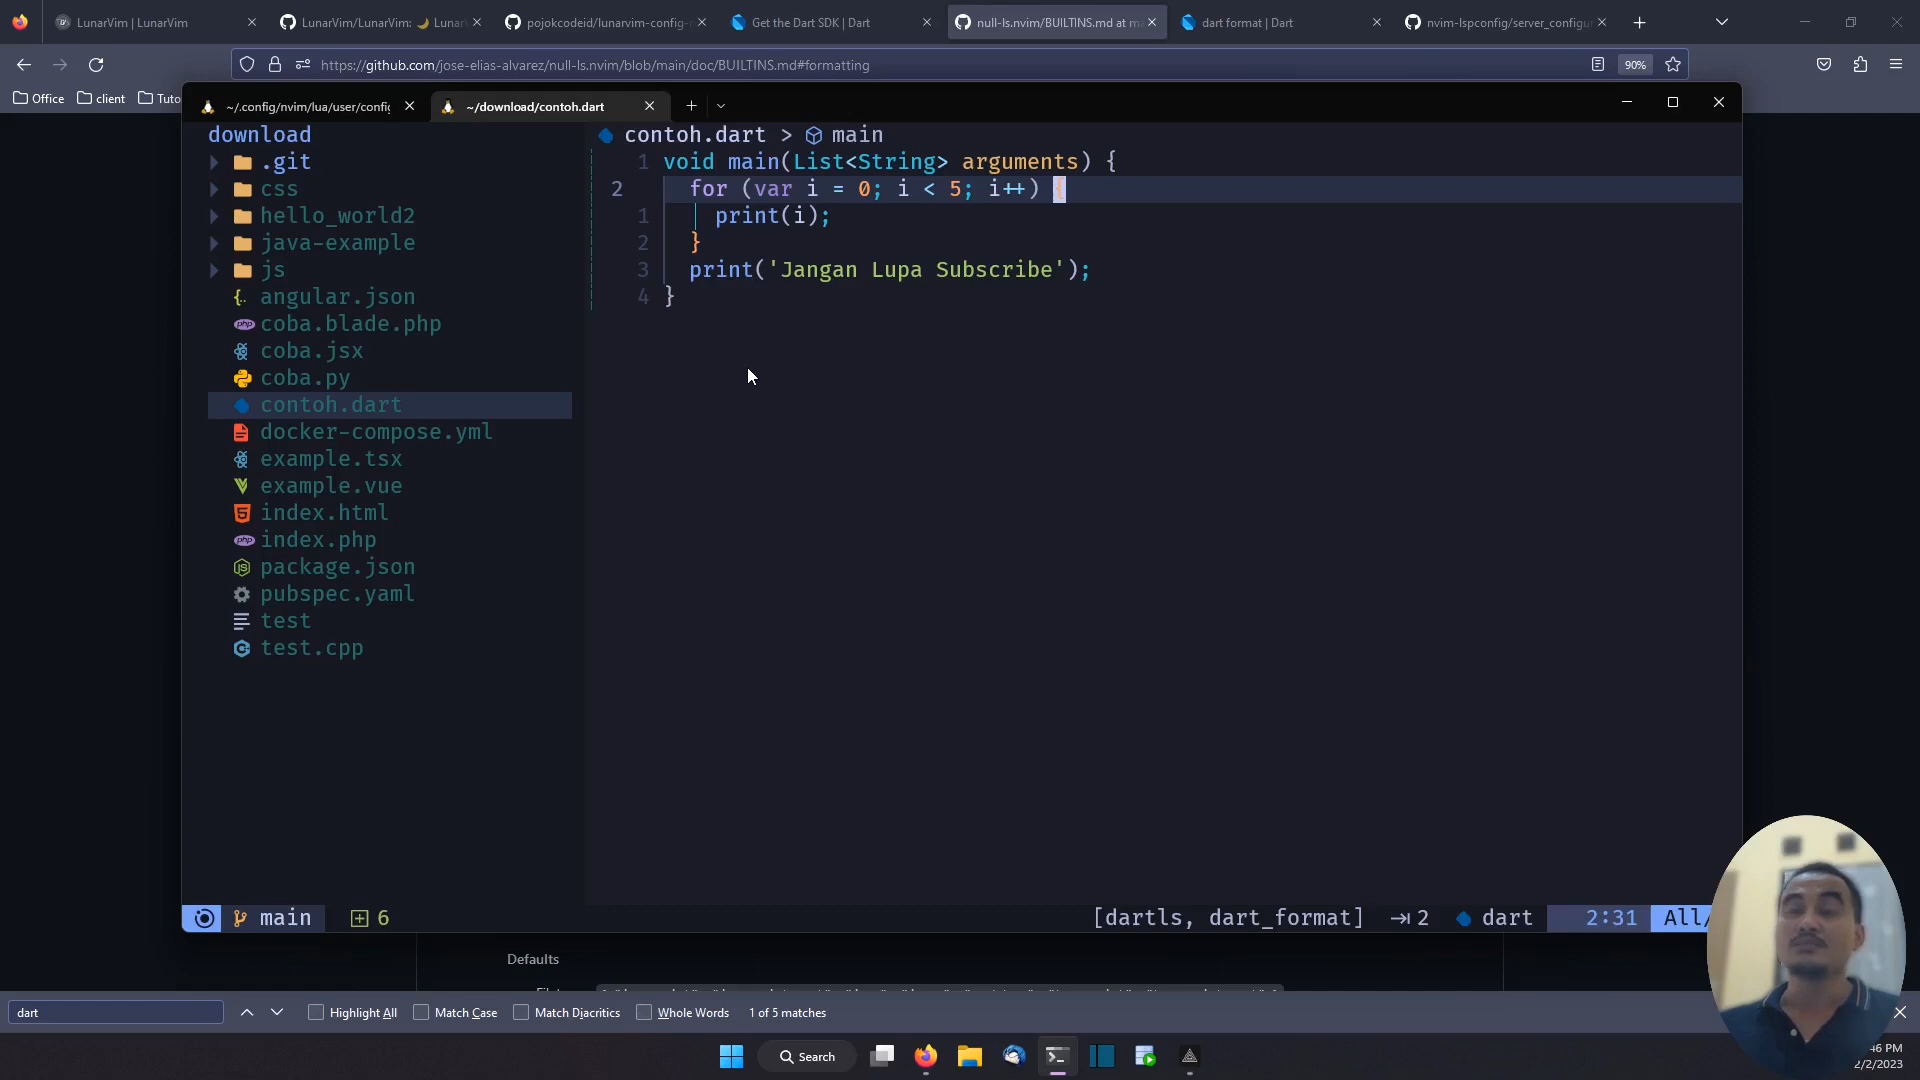 LunarVim | LunarVim
LunarVim/LunarVim: 🌙 Lunar
pojokcodeid/lunarvim-config-
Get the Dart SDK | Dart
null-ls.nvim/BUILTINS.md at m
dart format | Dart
nvim-lspconfig/server_configur
https://github.com/jose-elias-alvarez/null-ls.nvim/blob/main/doc/BUILTINS.md#formatting
90%
Office
client
Tuto
~/.config/nvim/lua/user/config
~/download/contoh.dart
download
.git
css
hello_world2
java-example
js
angular.json
coba.blade.php
coba.jsx
coba.py
contoh.dart
docker-compose.yml
example.tsx
example.vue
index.html
index.php
package.json
pubspec.yaml
test
test.cpp
contoh.dart > main
1 void main(List<String> arguments) {
2 for (var i = 0; i < 5; i++) {
1 print(i);
2 }
3 print('Jangan Lupa Subscribe');
4 }
main
6
[dartls, dart_format]
2
dart
2:31
All/
Defaults
dart
Highlight All
Match Case
Match Diacritics
Whole Words
1 of 5 matches
Search
46 PM
2/2/2023